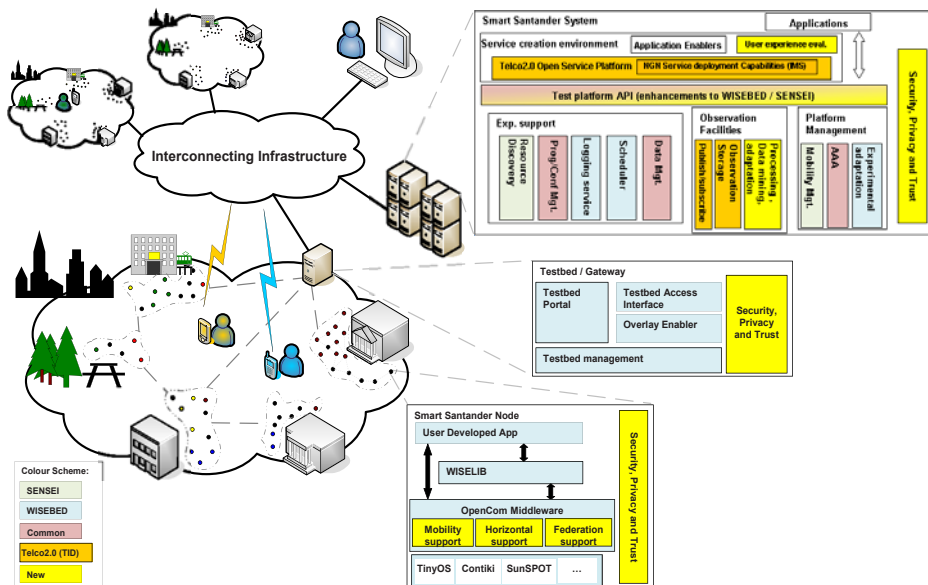 Smart Santander System
Applications
Service creation environment
Application Enablers
User experience eval.
Telco2.0 Open Service Platform
NGN Service deployment Capabilities (IMS)
Test platform API (enhancements to WISEBED / SENSEI)
Exp. support
Resource
Discovery
Prog/Conf Mgt.
Logging service
Scheduler
Data Mgt.
Observation
Facilities
Publish/subscribe
Observation
Storage
Precessing ,
Data mining,
adaptation
Platform
Management
Mobility Mgt.
AAA
Experimental
adaptation
Security, Privacy and Trust
Interconnecting Infrastructure
Testbed / Gateway
Testbed
Portal
Testbed Access
Interface
Overlay Enabler
Testbed management
Security,
Privacy
and Trust
Smart Santander Node
User Developed App
WISELIB
OpenCom Middleware
Mobility
support
Horizontal
support
Federation
support
TinyOS
Contiki
SunSPOT
...
Security, Privacy and Trust
Colour Scheme:
SENSEI
WISEBED
Common
Telco2.0 (TID)
New